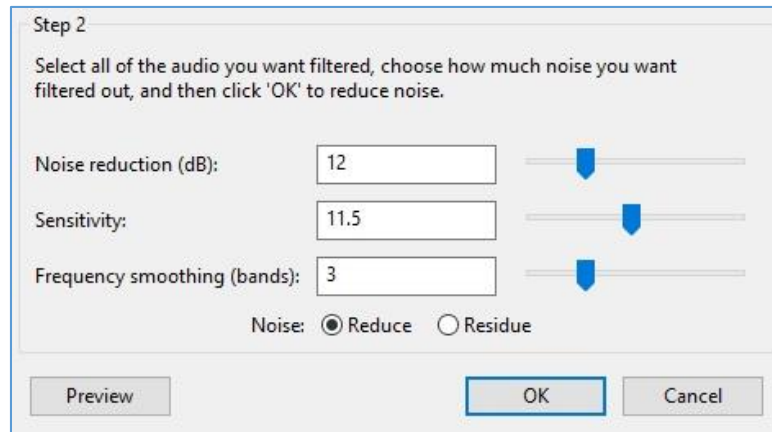 Step 2
Select all of the audio you want filtered, choose how much noise you want
filtered out, and then click 'OK' to reduce noise.
Noise reduction (dB): 12
Sensitivity: 11.5
Frequency smoothing (bands): 3
Noise: Reduce Residue
Preview OK Cancel